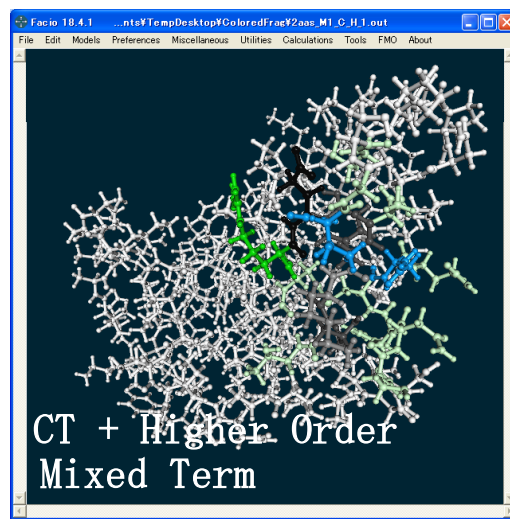 Facio 18.4.1 ...nts¥TempDesktop¥ColoredFrag¥2aas_M1_C_H_1.out
File Edit Models Preferences Miscellaneous Utilities Calculations Tools FMO About
CT + Higher Order
Mixed Term